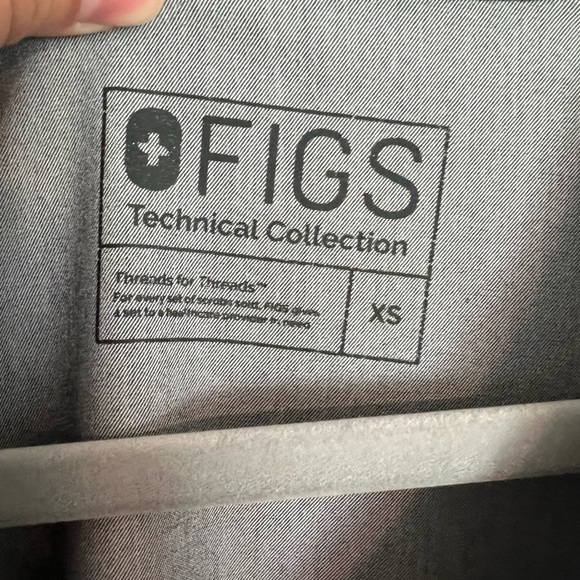 FIGS
Technical Collection
Threads for Threads™
For every set of scrubs sold, FIGS gives
a set to a healthcare provider in need
XS